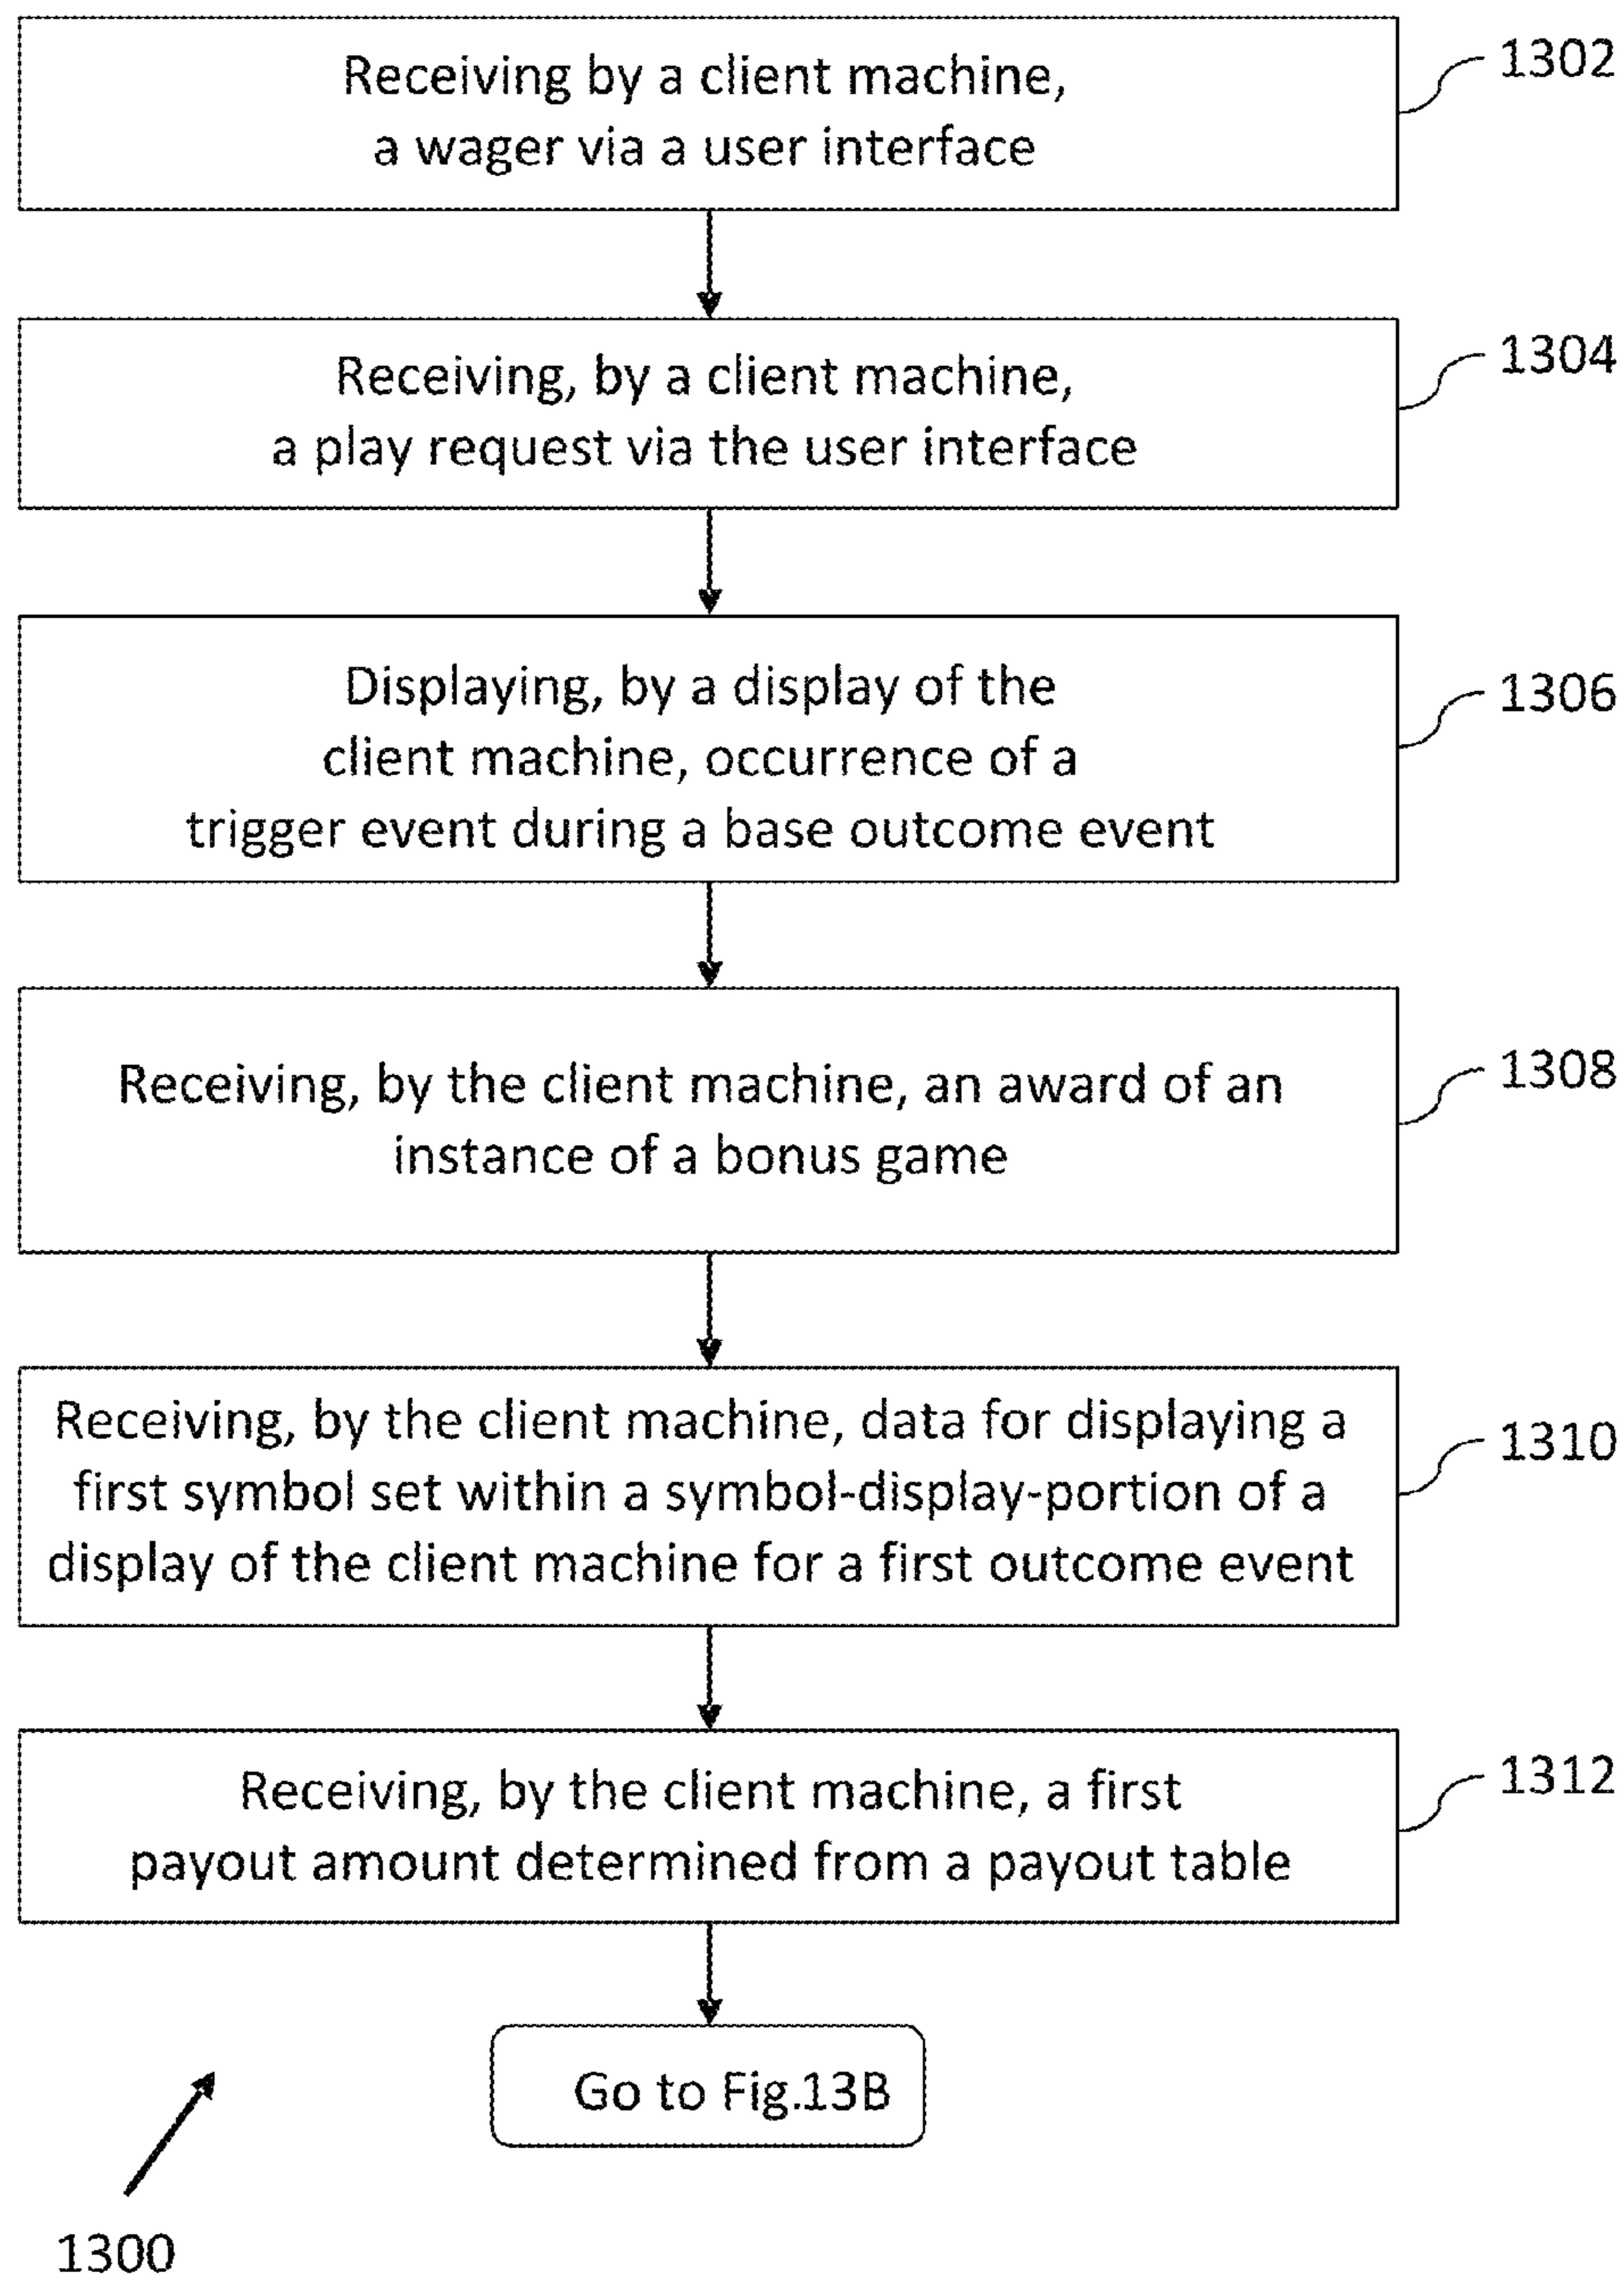 Receiving by a client machine,
a wager via a user interface
1302
Receiving, by a client machine,
a play request via the user interface
1304
Displaying, by a display of the
client machine, occurrence of a
trigger event during a base outcome event
1306
Receiving, by the client machine, an award of an
instance of a bonus game
1308
Receiving, by the client machine, data for displaying a
first symbol set within a symbol-display-portion of a
display of the client machine for a first outcome event
1310
Receiving, by the client machine, a first
payout amount determined from a payout table
1312
Go to Fig.13B
1300